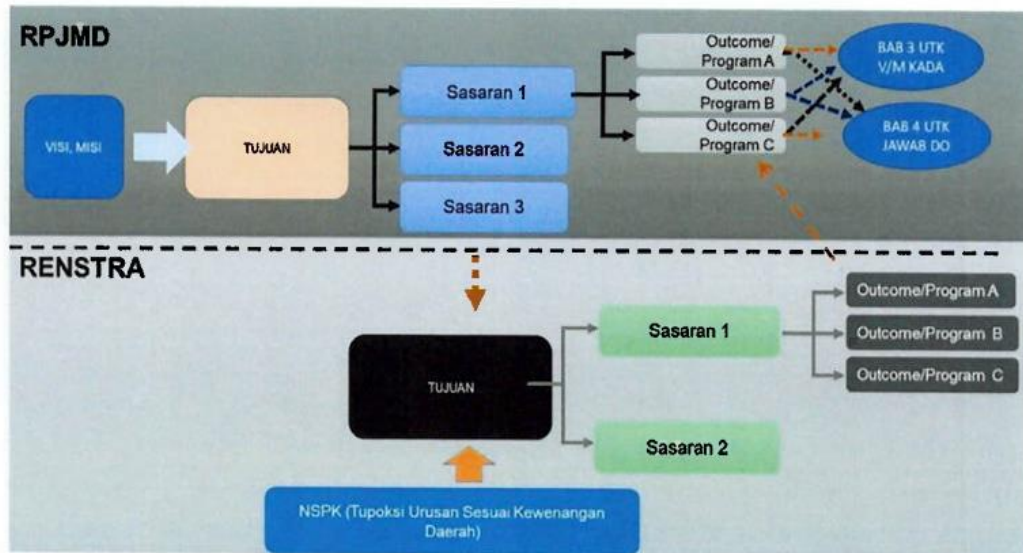 RPJMD
VISI, MISI
TUJUAN
Sasaran 1
Sasaran 2
Sasaran 3
Outcome/
Program A
Outcome/
Program B
Outcome/
Program C
BAB 3 UTK
V/M KADA
BAB 4 UTK
JAWAB DO
RENSTRA
TUJUAN
Sasaran 1
Sasaran 2
Outcome/Program A
Outcome/Program B
Outcome/Program C
NSPK (Tupoksi Urusan Sesuai Kewenangan
Daerah)